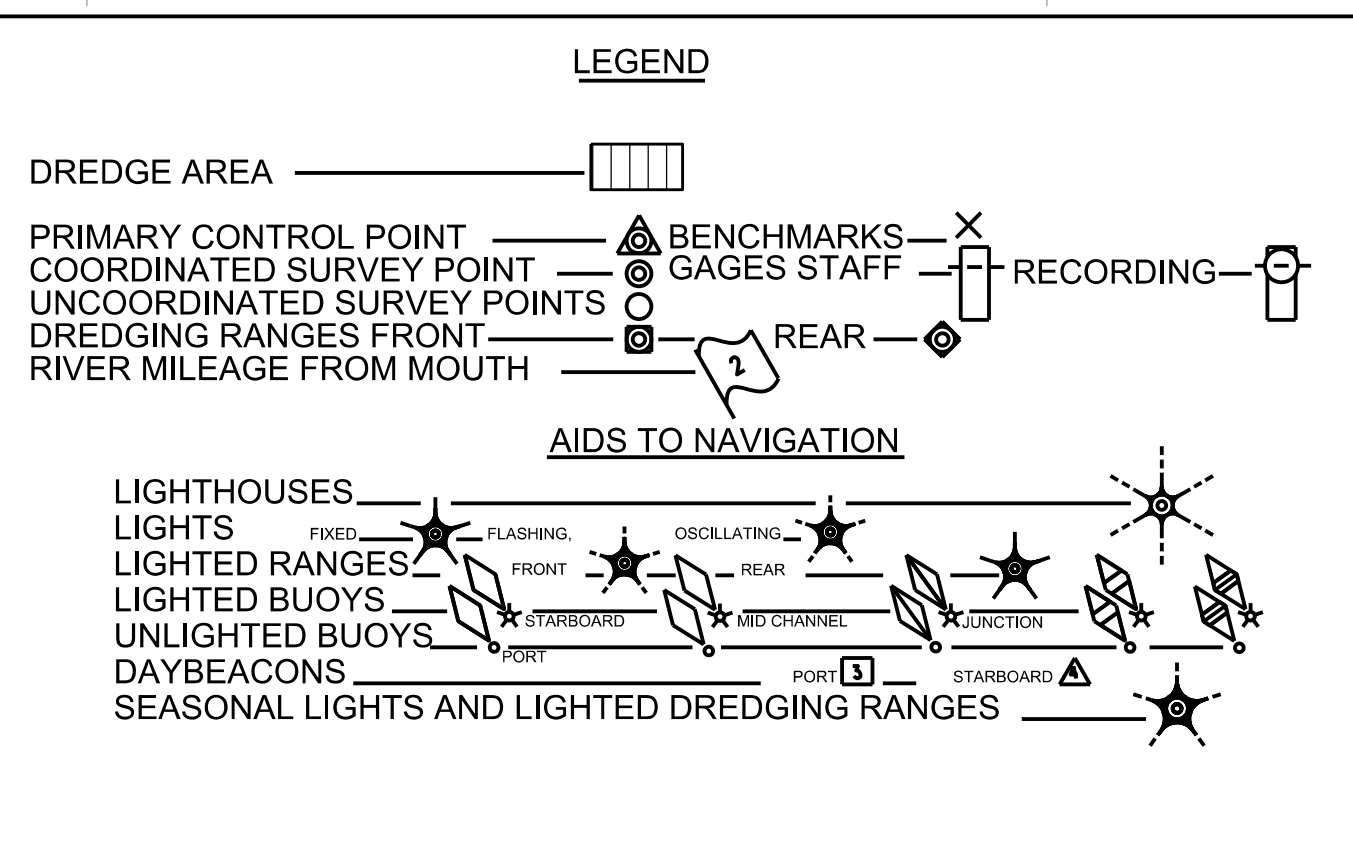 LEGEND
DREDGE AREA
PRIMARY CONTROL POINT BENCHMARKS
COORDINATED SURVEY POINT GAGES STAFF RECORDING
UNCOORDINATED SURVEY POINTS
DREDGING RANGES FRONT REAR
RIVER MILEAGE FROM MOUTH 2
AIDS TO NAVIGATION
LIGHTHOUSES
LIGHTS FIXED FLASHING, OSCILLATING
LIGHTED RANGES FRONT REAR
LIGHTED BUOYS STARBOARD MID CHANNEL JUNCTION
UNLIGHTED BUOYS PORT
DAYBEACONS PORT 3 STARBOARD 4
SEASONAL LIGHTS AND LIGHTED DREDGING RANGES